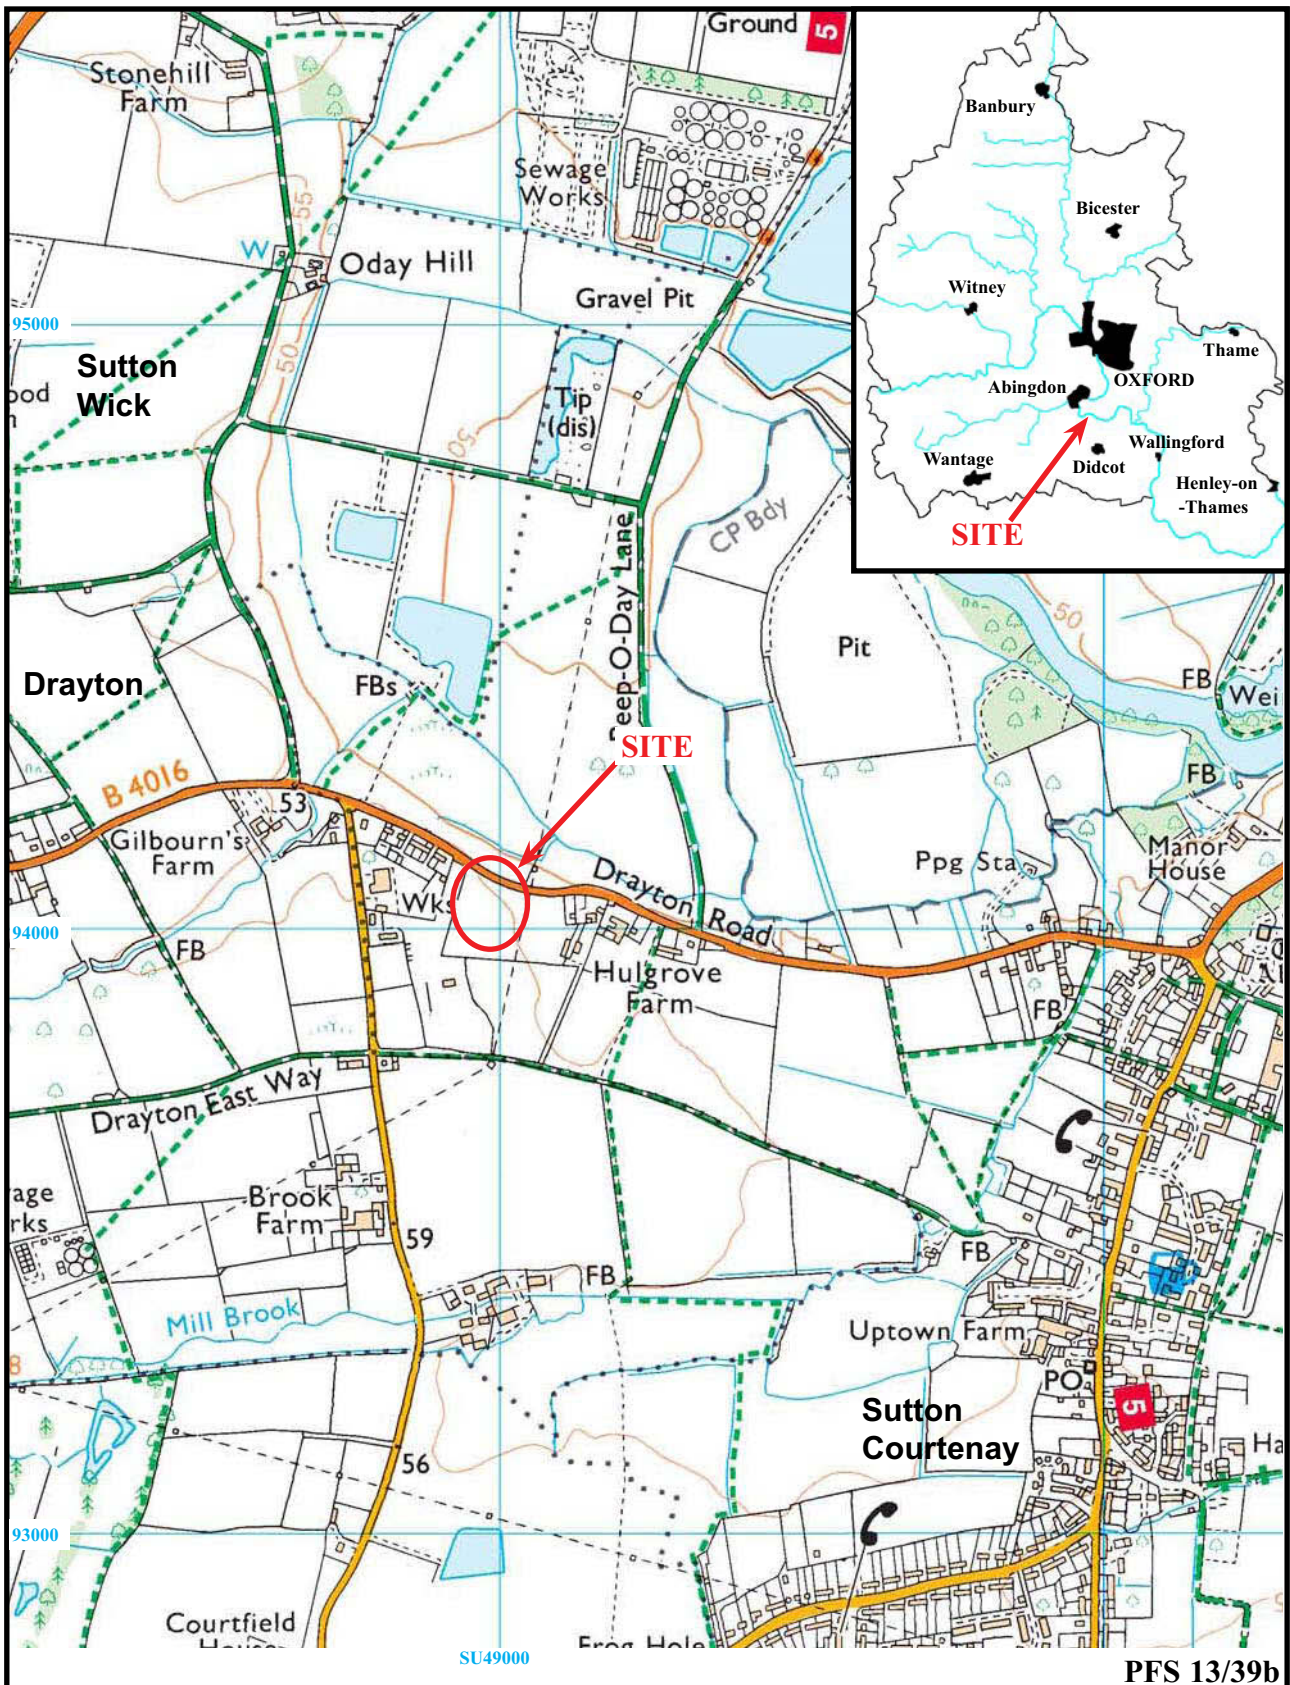 Ground
5
Stonehill
Farm
Sewage
Works
55
W
Oday Hill
Gravel Pit
95000
50
Sutton
Wick
Tip
(dis)
50
CP Bdy
Pit
50
FB
Wei
Drayton
FBs
Peep-O-Day Lane
SITE
B 4016
53
Gilbourn's
Farm
Wks
Drayton Road
Ppg Sta
FB
Manor
House
94000
FB
Hulgrove
Farm
FB
Drayton East Way
Brook
Farm
59
FB
FB
Mill Brook
Uptown Farm
PO
5
Sutton
Courtenay
Ha
56
93000
Courtfield
SU49000
PFS 13/39b
Banbury
Bicester
Witney
Thame
OXFORD
Abingdon
Wallingford
Wantage
Didcot
Henley-on
-Thames
SITE